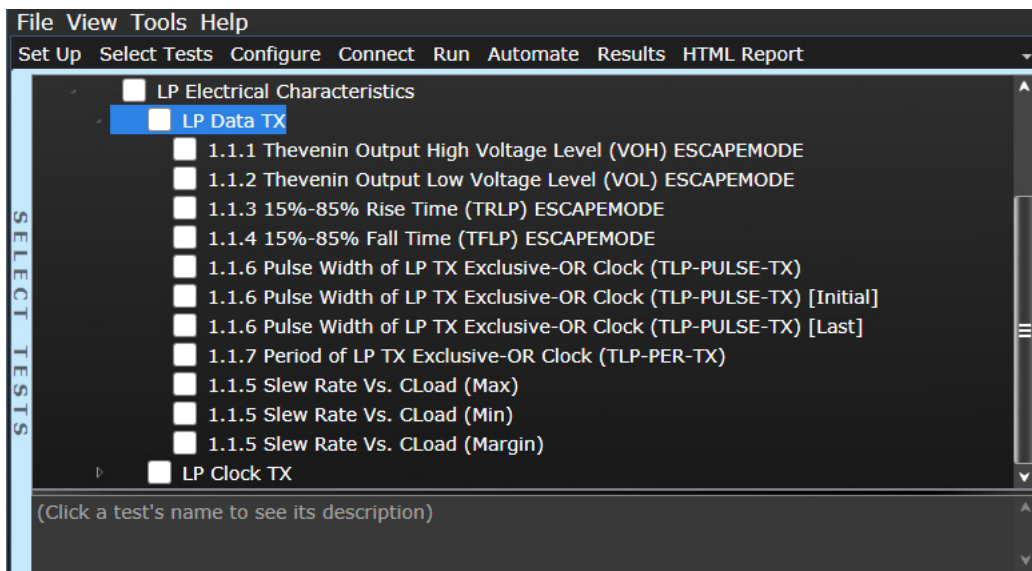 File View Tools Help
Set Up Select Tests Configure Connect Run Automate Results HTML Report
SELECT TESTS
LP Electrical Characteristics
LP Data TX
1.1.1 Thevenin Output High Voltage Level (VOH) ESCAPEMODE
1.1.2 Thevenin Output Low Voltage Level (VOL) ESCAPEMODE
1.1.3 15%-85% Rise Time (TRLP) ESCAPEMODE
1.1.4 15%-85% Fall Time (TFLP) ESCAPEMODE
1.1.6 Pulse Width of LP TX Exclusive-OR Clock (TLP-PULSE-TX)
1.1.6 Pulse Width of LP TX Exclusive-OR Clock (TLP-PULSE-TX) [Initial]
1.1.6 Pulse Width of LP TX Exclusive-OR Clock (TLP-PULSE-TX) [Last]
1.1.7 Period of LP TX Exclusive-OR Clock (TLP-PER-TX)
1.1.5 Slew Rate Vs. CLoad (Max)
1.1.5 Slew Rate Vs. CLoad (Min)
1.1.5 Slew Rate Vs. CLoad (Margin)
LP Clock TX
(Click a test's name to see its description)